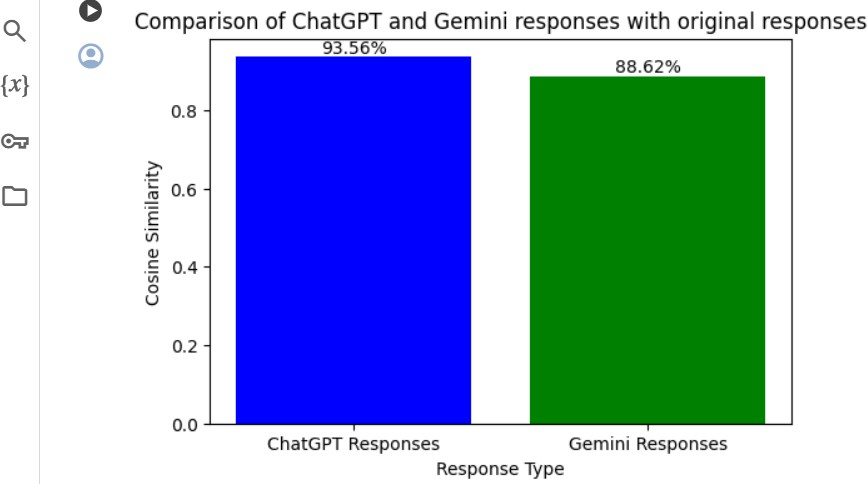 Comparison of ChatGPT and Gemini responses with original responses
{x}
93.56%
88.62%
0.8
0.6
0.4
0.2
0.0
Cosine Similarity
ChatGPT Responses
Gemini Responses
Response Type